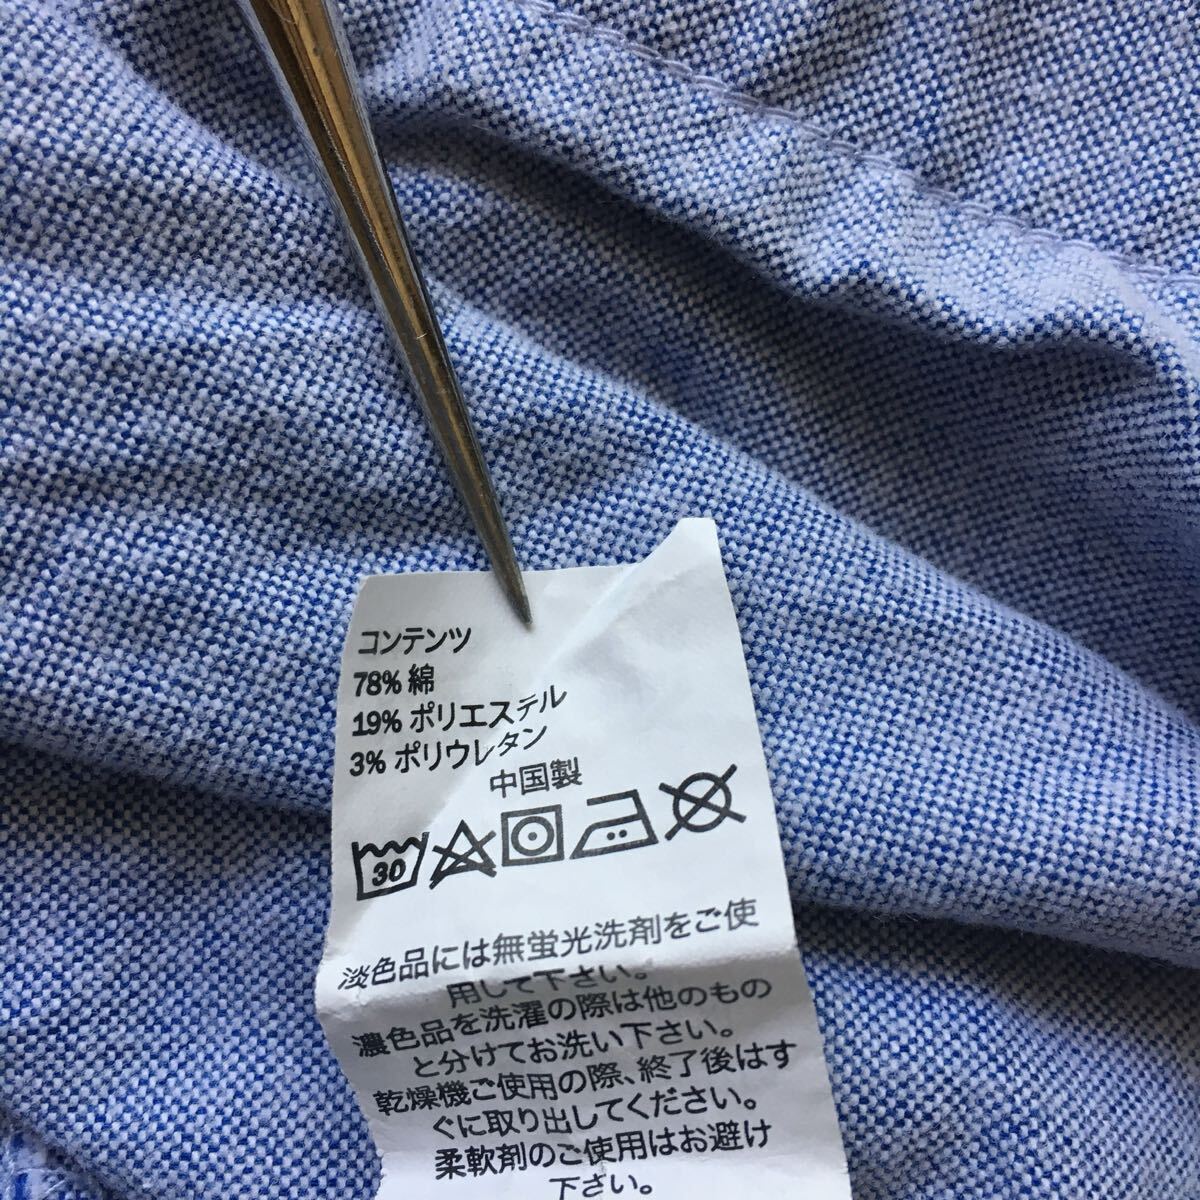 コンテンツ
78% 綿
19% ポリエステル
3% ポリウレタン
中国製
30
淡色品には無蛍光洗剤をご使
用して下さい。
濃色品を洗濯の際は他のもの
と分けてお洗い下さい。
乾燥機ご使用の際、終了後はす
ぐに取り出してください。
柔軟剤のご使用はお避け
下さい。